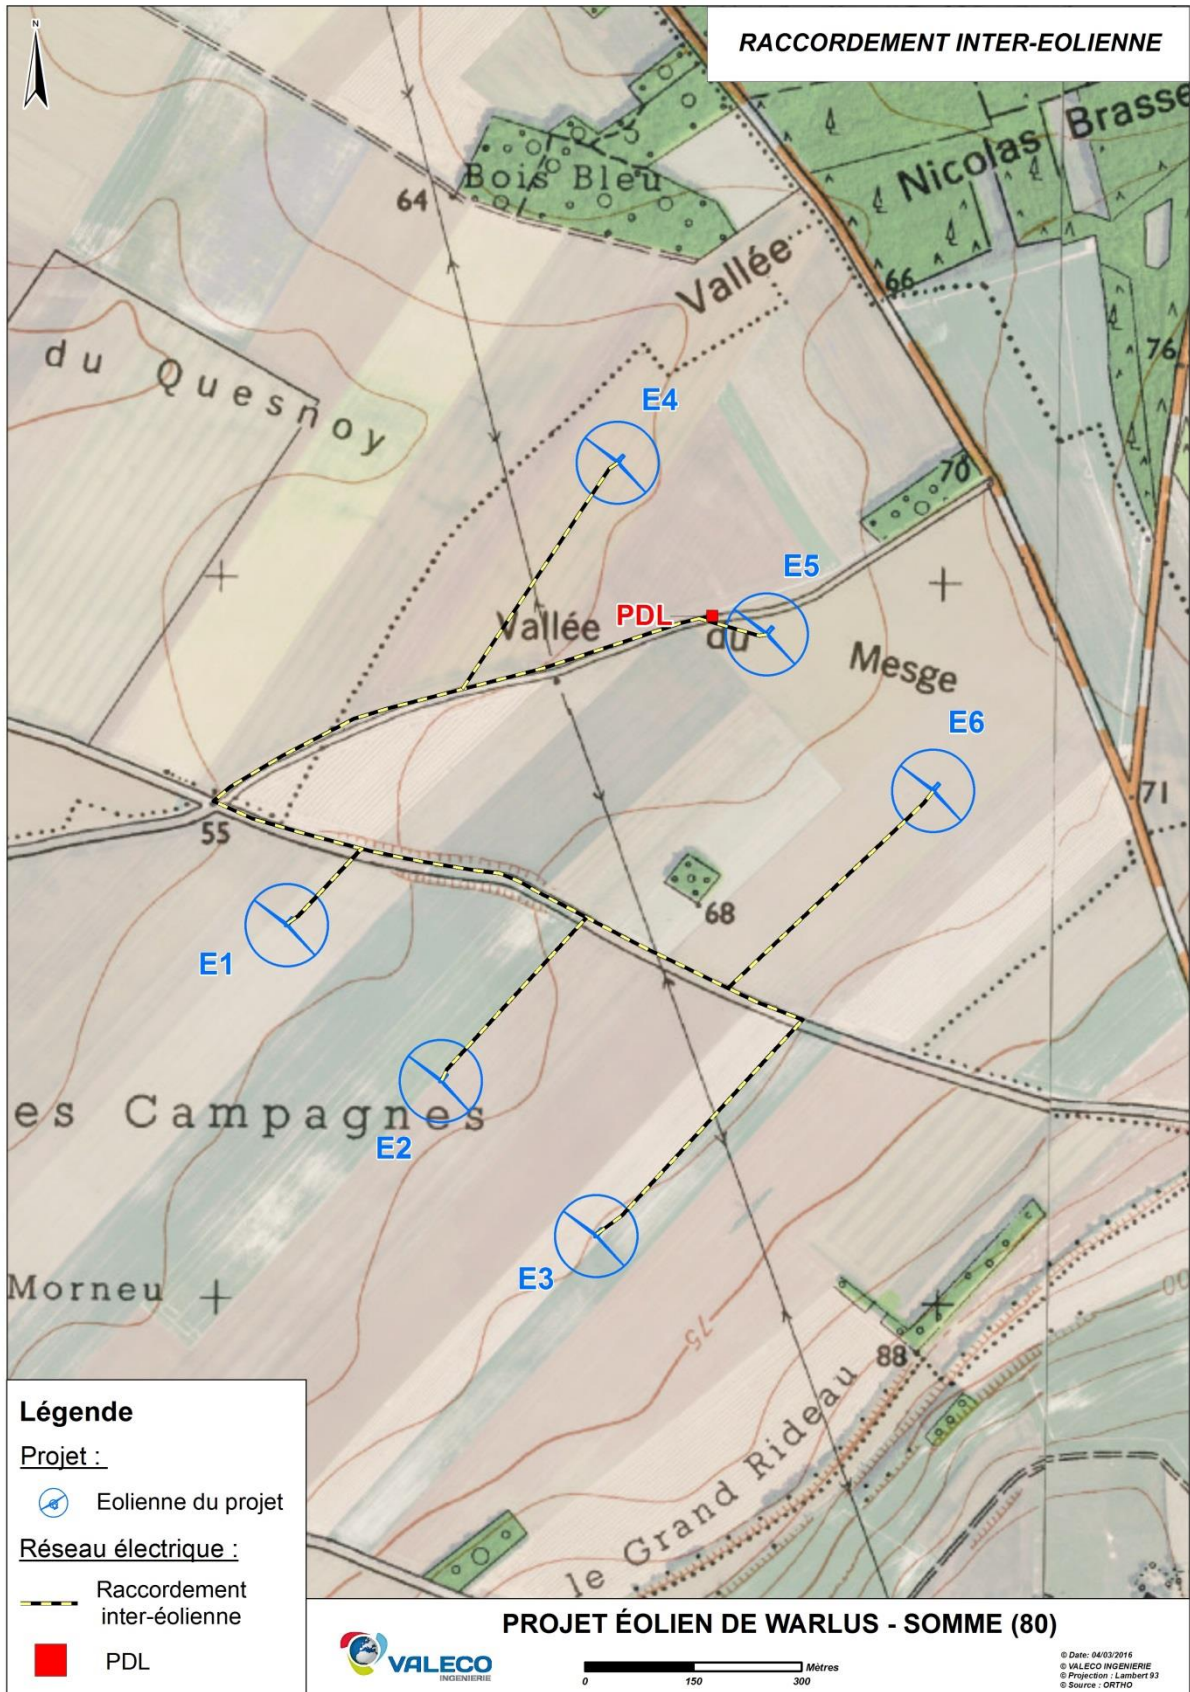 N
RACCORDEMENT INTER-EOLIENNE
Nicolas Brasse
Bois Bleu
64
Vallée
66
76
du Quesnoy
E4
70
E5
PDL
Vallée
du
Mesge
E6
71
55
68
E1
es Campagnes
E2
E3
Morneu
75
88
00
le Grand Rideau
Légende
Projet :
Eolienne du projet
Réseau électrique :
Raccordement
inter-éolienne
PDL
PROJET ÉOLIEN DE WARLUS - SOMME (80)
VALECO
INGENIERIE
Mètres
0 150 300
© Date: 04/03/2016
© VALECO INGENIERIE
© Projection : Lambert 93
© Source : ORTHO